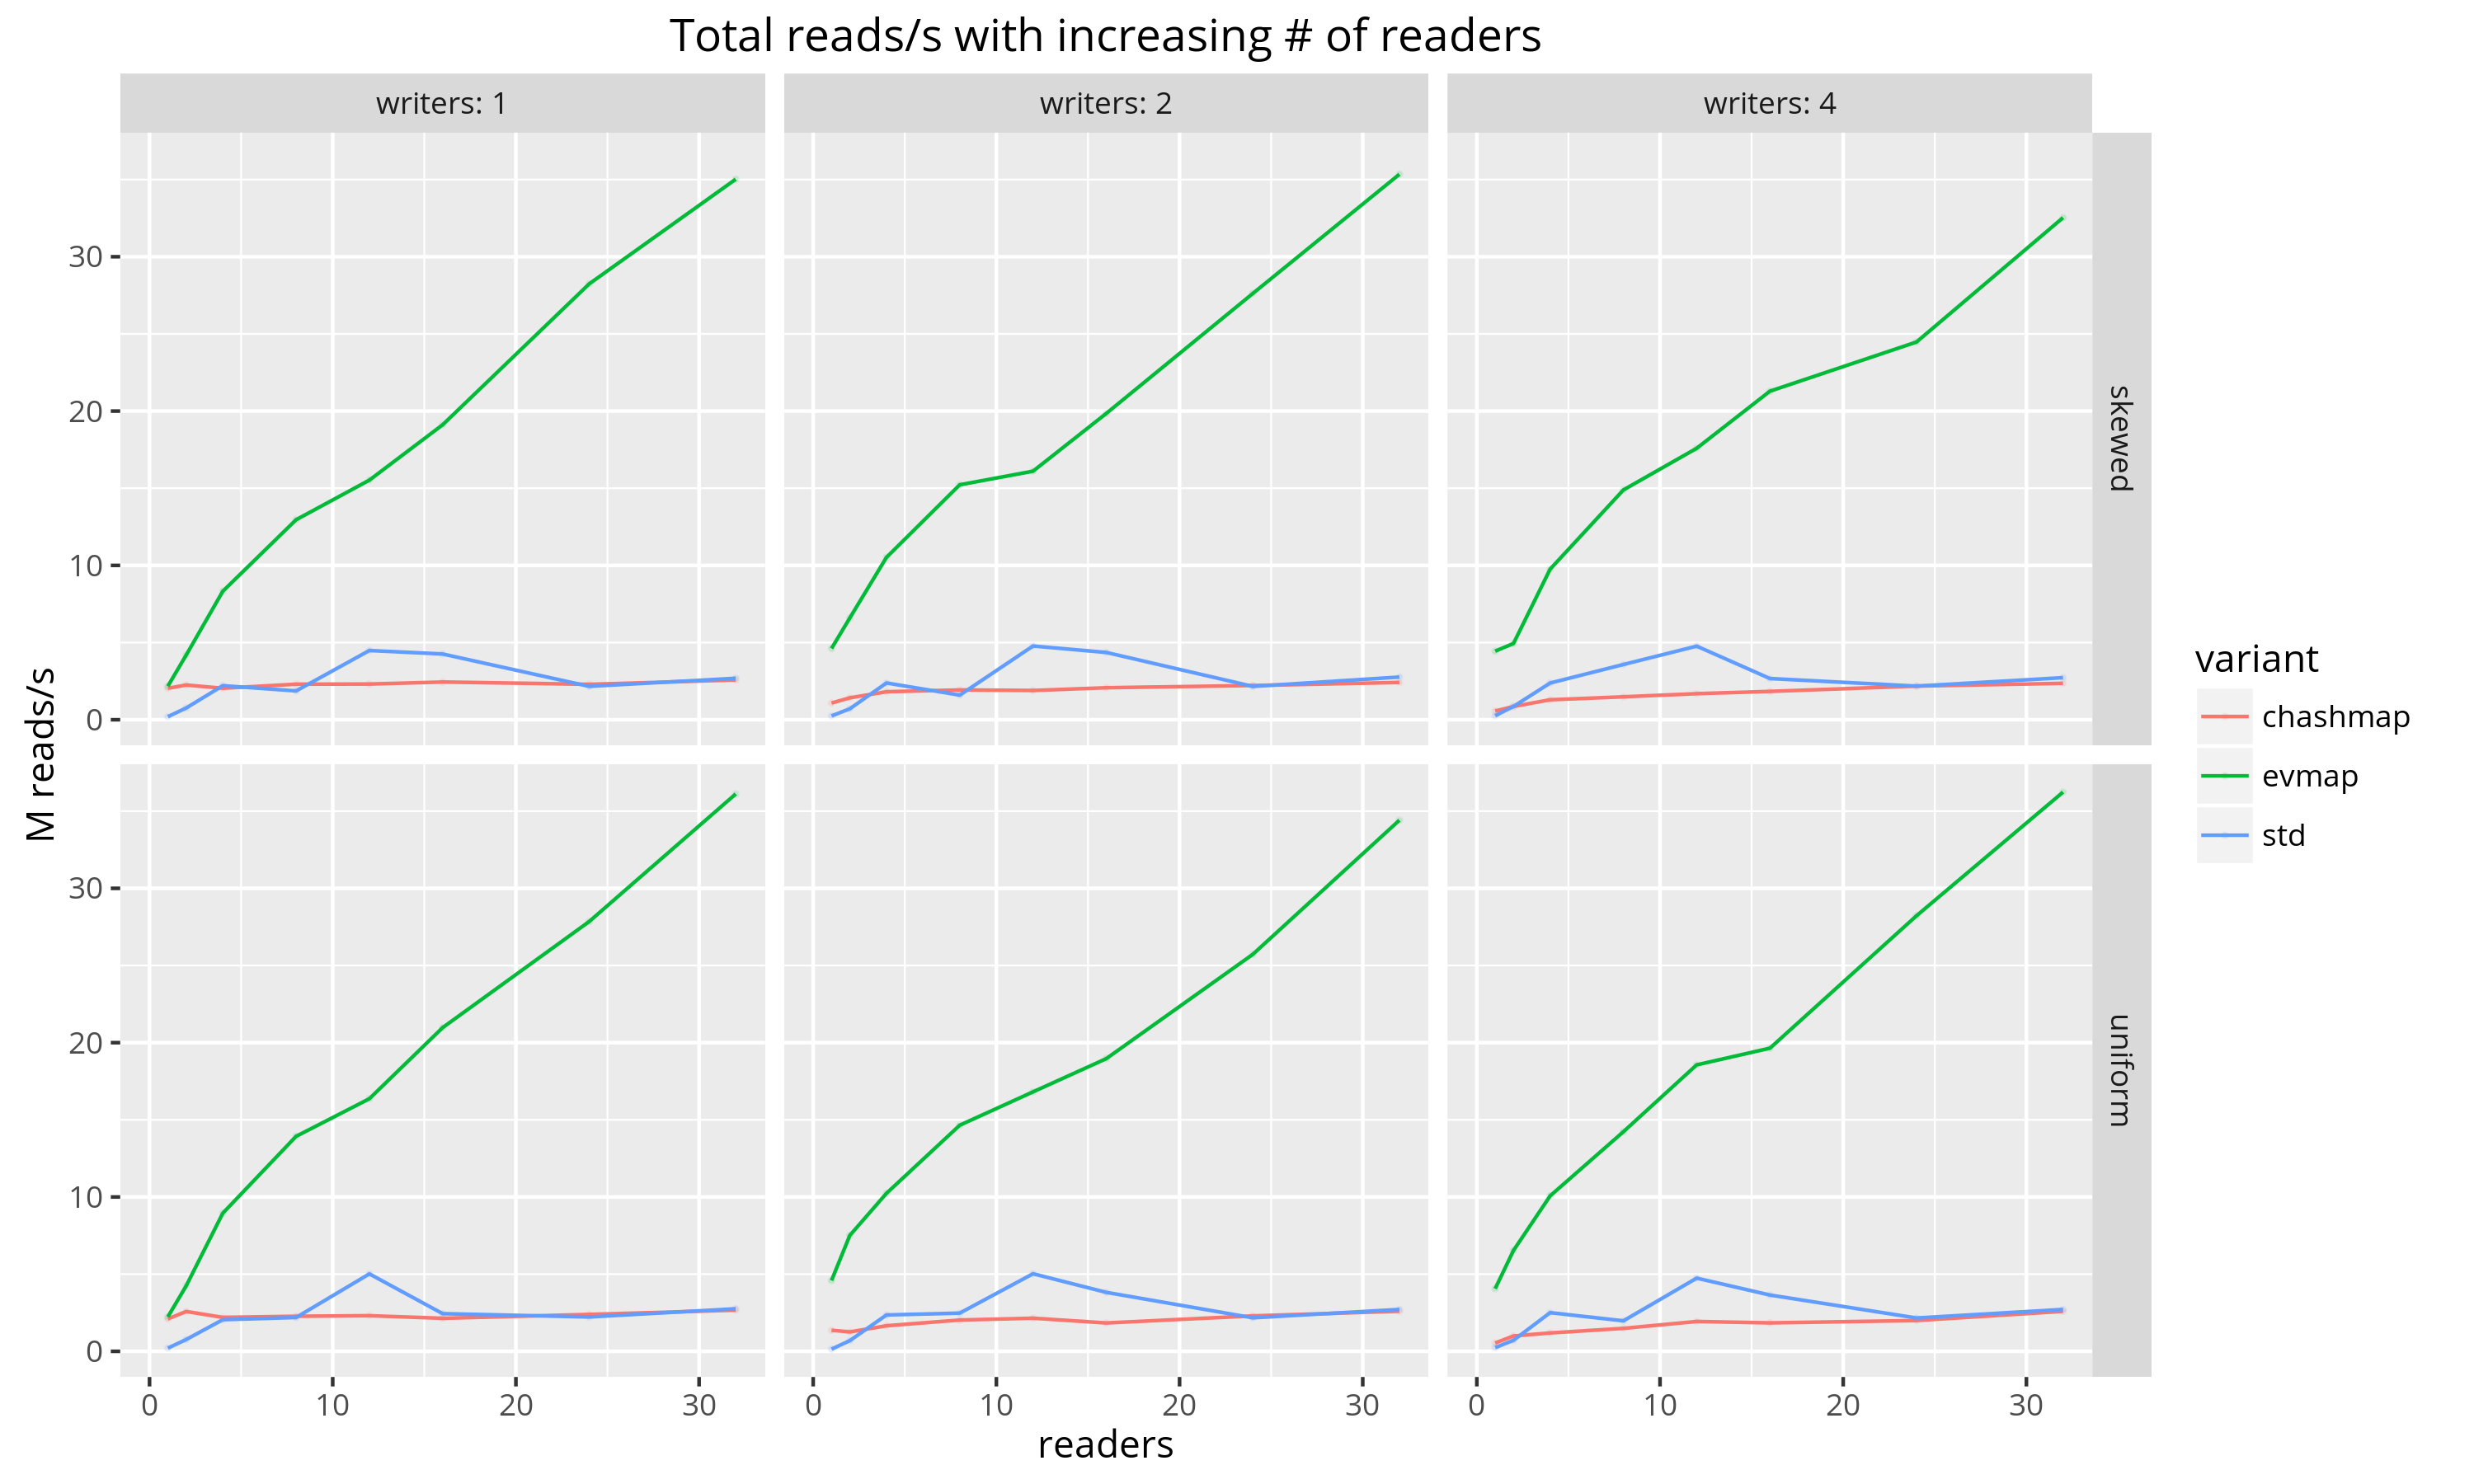 Total reads/s with increasing # of readers
writers: 1
writers: 2
writers: 4
30
20
10
0
skewed
M reads/s
30
20
10
0
uniform
0 10 20 30
0 10 20 30
0 10 20 30
readers
variant
chashmap
evmap
std